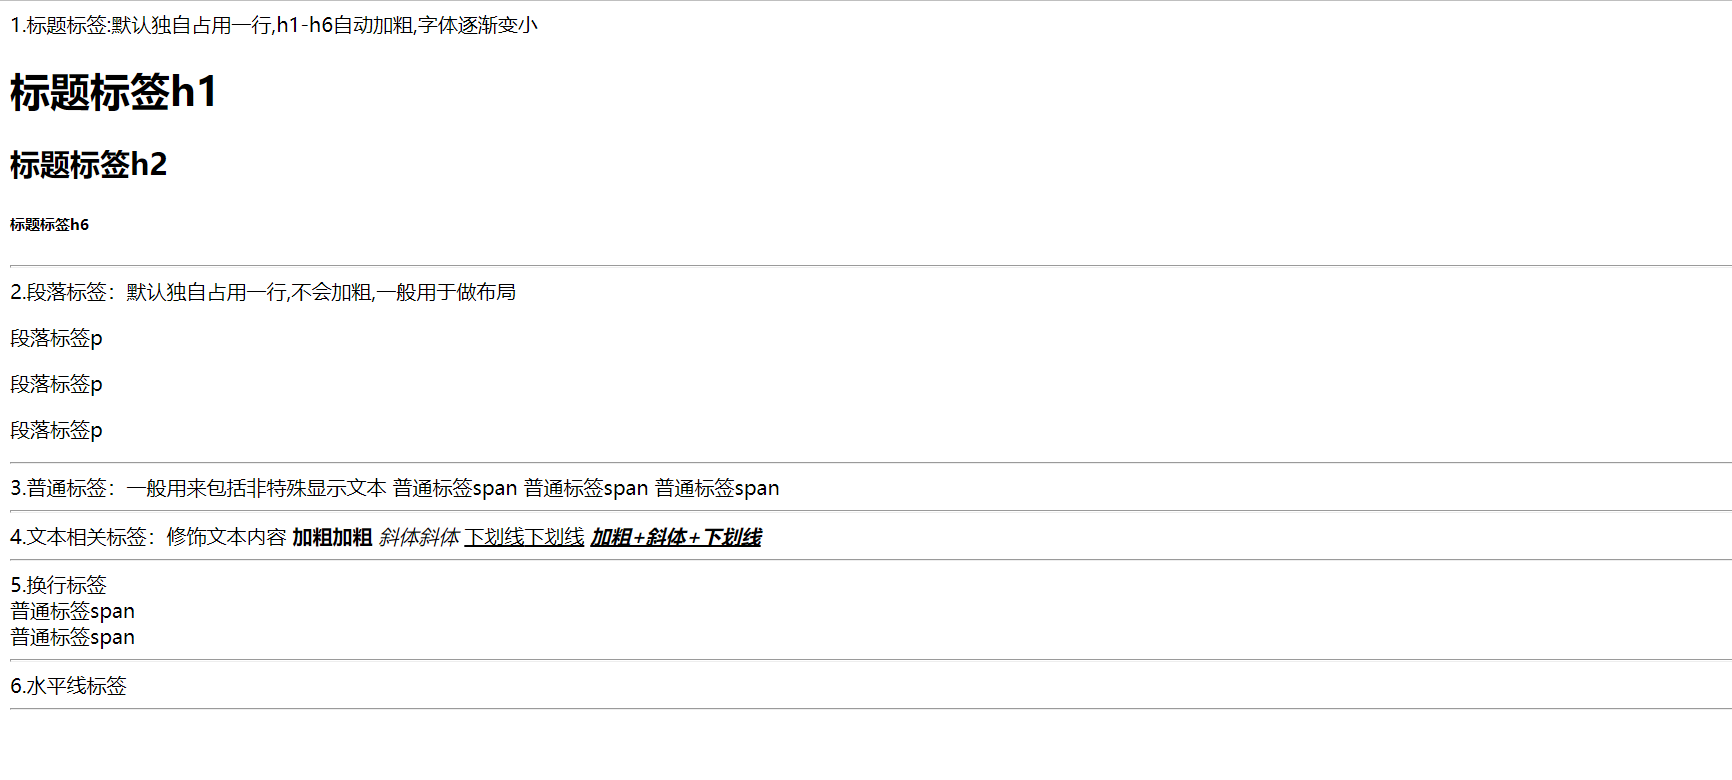 1.标题标签:默认独自占用一行,h1-h6自动加粗,字体逐渐变小
标题标签h1
标题标签h2
标题标签h6
2.段落标签：默认独自占用一行,不会加粗,一般用于做布局
段落标签p
段落标签p
段落标签p
3.普通标签：一般用来包括非特殊显示文本 普通标签span 普通标签span 普通标签span
4.文本相关标签：修饰文本内容 加粗加粗 斜体斜体 下划线下划线 加粗+斜体+下划线
5.换行标签
普通标签span
普通标签span
6.水平线标签